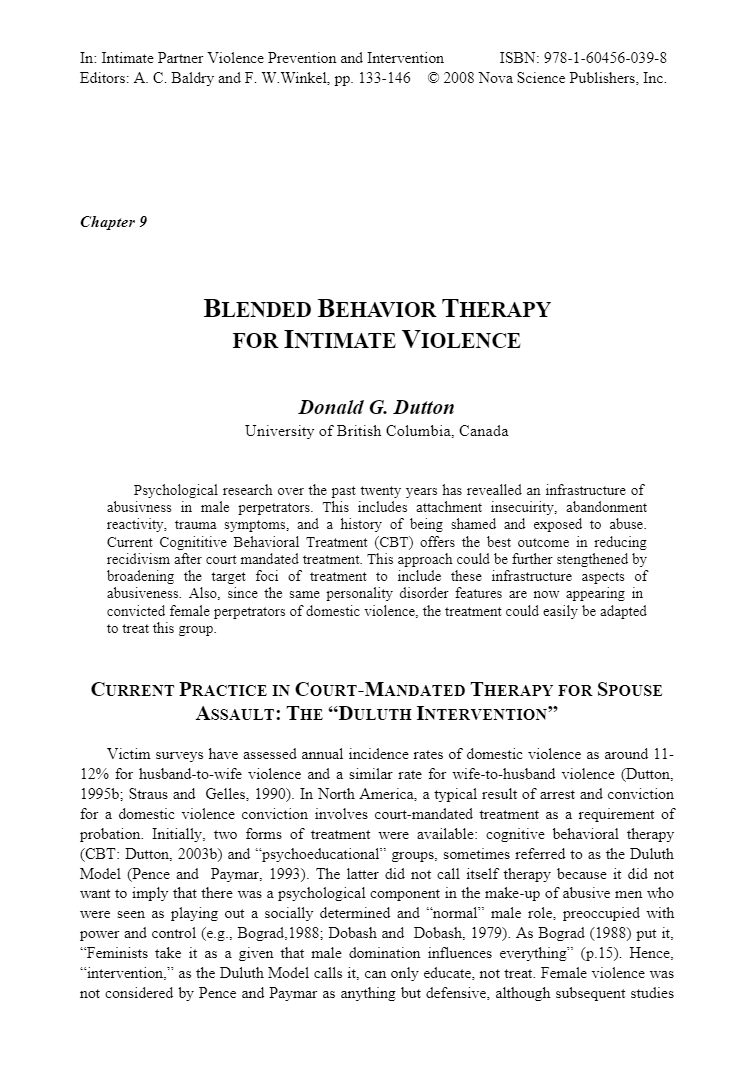 In: Intimate Partner Violence Prevention and Intervention ISBN: 978-1-60456-039-8
Editors: A. C. Baldry and F. W.Winkel, pp. 133-146 © 2008 Nova Science Publishers, Inc.
Chapter 9
BLENDED BEHAVIOR THERAPY
FOR INTIMATE VIOLENCE
Donald G. Dutton
University of British Columbia, Canada
Psychological research over the past twenty years has revealled an infrastructure of
abusivness in male perpetrators. This includes attachment insecuirity, abandonment
reactivity, trauma symptoms, and a history of being shamed and exposed to abuse.
Current Cognititive Behavioral Treatment (CBT) offers the best outcome in reducing
recidivism after court mandated treatment. This approach could be further stengthened by
broadening the target foci of treatment to include these infrastructure aspects of
abusiveness. Also, since the same personality disorder features are now appearing in
convicted female perpetrators of domestic violence, the treatment could easily be adapted
to treat this group.
CURRENT PRACTICE IN COURT-MANDATED THERAPY FOR SPOUSE
ASSAULT: THE “DULUTH INTERVENTION”
Victim surveys have assessed annual incidence rates of domestic violence as around 11-
12% for husband-to-wife violence and a similar rate for wife-to-husband violence (Dutton,
1995b; Straus and Gelles, 1990). In North America, a typical result of arrest and conviction
for a domestic violence conviction involves court-mandated treatment as a requirement of
probation. Initially, two forms of treatment were available: cognitive behavioral therapy
(CBT: Dutton, 2003b) and “psychoeducational” groups, sometimes referred to as the Duluth
Model (Pence and Paymar, 1993). The latter did not call itself therapy because it did not
want to imply that there was a psychological component in the make-up of abusive men who
were seen as playing out a socially determined and “normal” male role, preoccupied with
power and control (e.g., Bograd,1988; Dobash and Dobash, 1979). As Bograd (1988) put it,
“Feminists take it as a given that male domination influences everything” (p.15). Hence,
“intervention,” as the Duluth Model calls it, can only educate, not treat. Female violence was
not considered by Pence and Paymar as anything but defensive, although subsequent studies